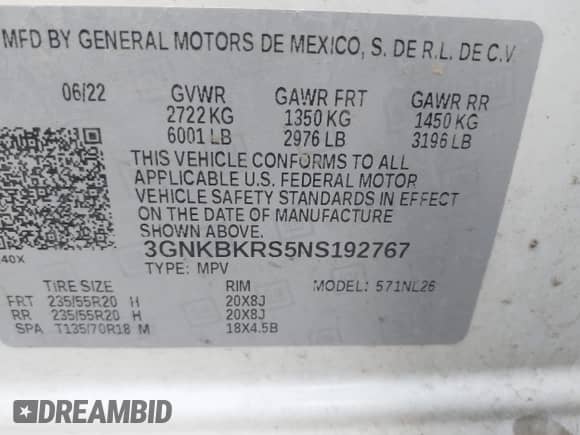 MFD BY GENERAL MOTORS DE MEXICO, S. DE R.L. DE C.V.
06/22 GVWR GAWR FRT GAWR RR
2722 KG 1350 KG 1450 KG
6001 LB 2976 LB 3196 LB
THIS VEHICLE CONFORMS TO ALL
APPLICABLE U.S. FEDERAL MOTOR
VEHICLE SAFETY STANDARDS IN EFFECT
ON THE DATE OF MANUFACTURE
SHOWN ABOVE.
40X
3GNKBKRS5NS192767
TYPE: MPV
TIRE SIZE RIM MODEL: 571NL26
FRT 235/55R20 H 20X8J
RR 235/55R20 H 20X8J
SPA T135/70R18 M 18X4.5B
DREAMBID